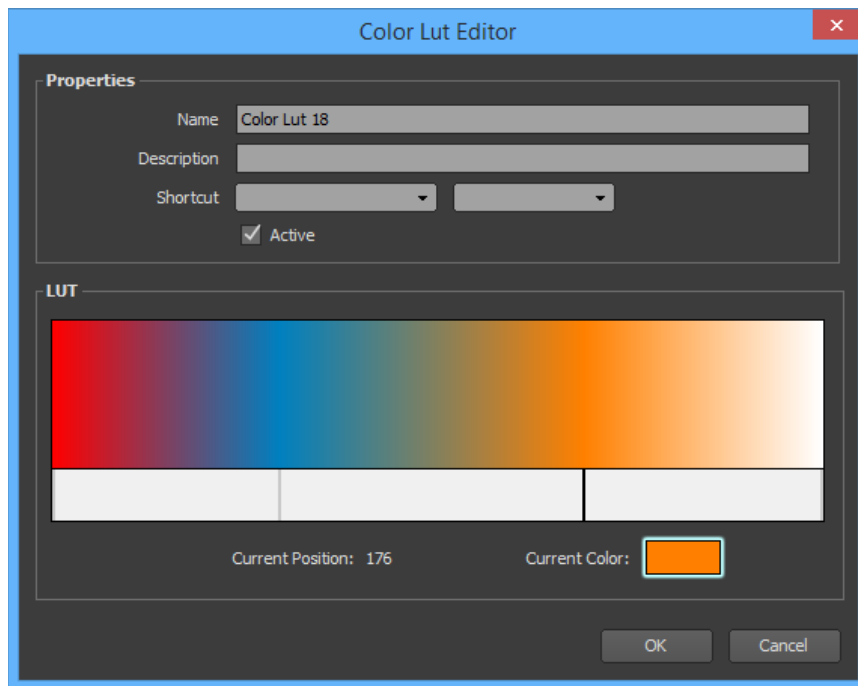 Color Lut Editor
Properties
Name Color Lut 18
Description
Shortcut
Active
LUT
Current Position: 176 Current Color:
OK Cancel